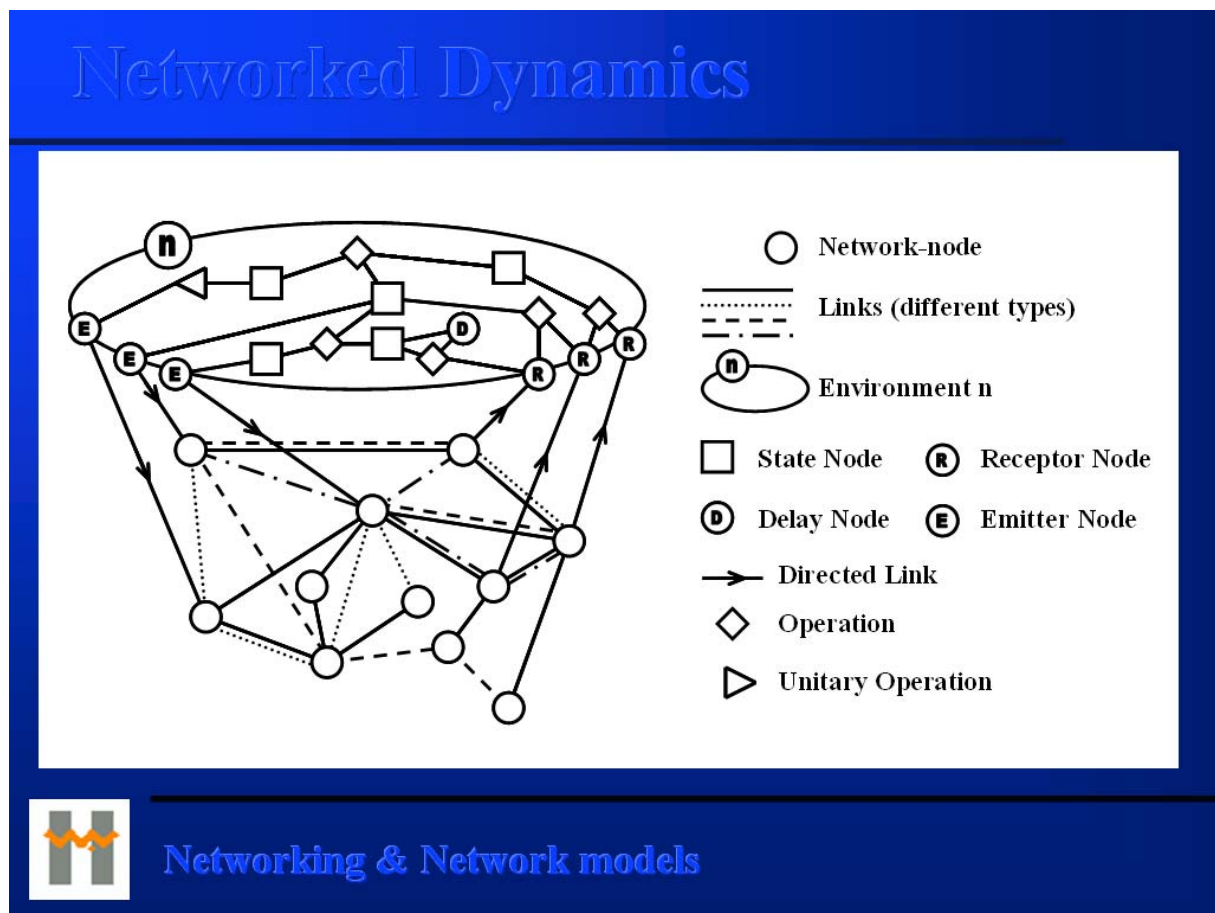 Networked Dynamics
n
E
E
E
D
R
R
R
Network-node
Links (different types)
n
Environment n
State Node
R Receptor Node
D Delay Node
E Emitter Node
Directed Link
Operation
Unitary Operation
H
Networking & Network models